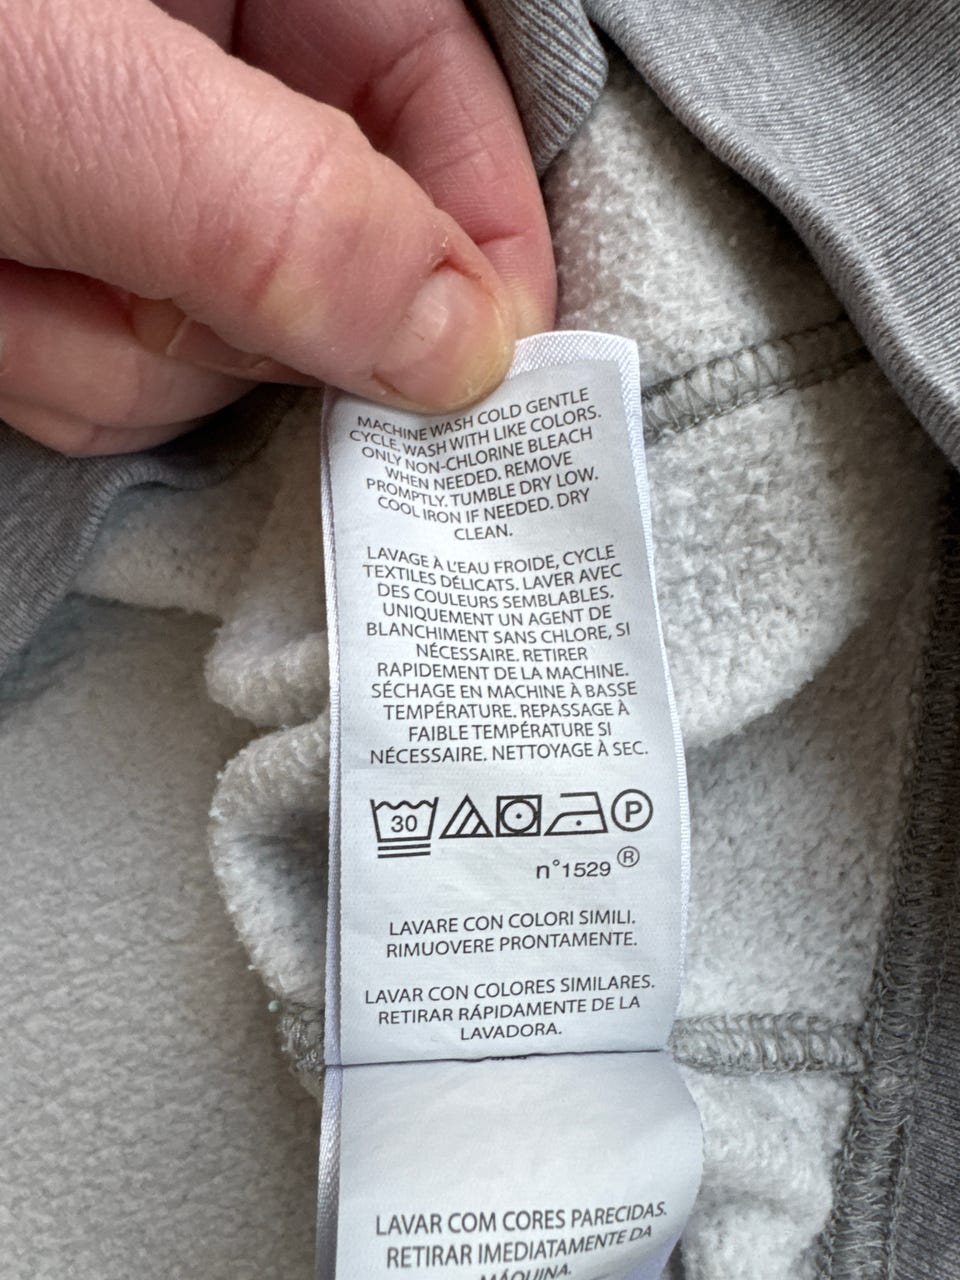 MACHINE WASH COLD GENTLE
CYCLE. WASH WITH LIKE COLORS.
ONLY NON-CHLORINE BLEACH
WHEN NEEDED. REMOVE
PROMPTLY. TUMBLE DRY LOW.
COOL IRON IF NEEDED. DRY
CLEAN.
LAVAGE À L'EAU FROIDE, CYCLE
TEXTILES DÉLICATS. LAVER AVEC
DES COULEURS SEMBLABLES.
UNIQUEMENT UN AGENT DE
BLANCHIMENT SANS CHLORE, SI
NÉCESSAIRE. RETIRER
RAPIDEMENT DE LA MACHINE.
SÉCHAGE EN MACHINE À BASSE
TEMPÉRATURE. REPASSAGE À
FAIBLE TEMPÉRATURE SI
NÉCESSAIRE. NETTOYAGE À SEC.
30 P
n°1529 ®
LAVARE CON COLORI SIMILI.
RIMUOVERE PRONTAMENTE.
LAVAR CON COLORES SIMILARES.
RETIRAR RÁPIDAMENTE DE LA
LAVADORA.
LAVAR COM CORES PARECIDAS.
RETIRAR IMEDIATAMENTE DA
MÁQUINA.